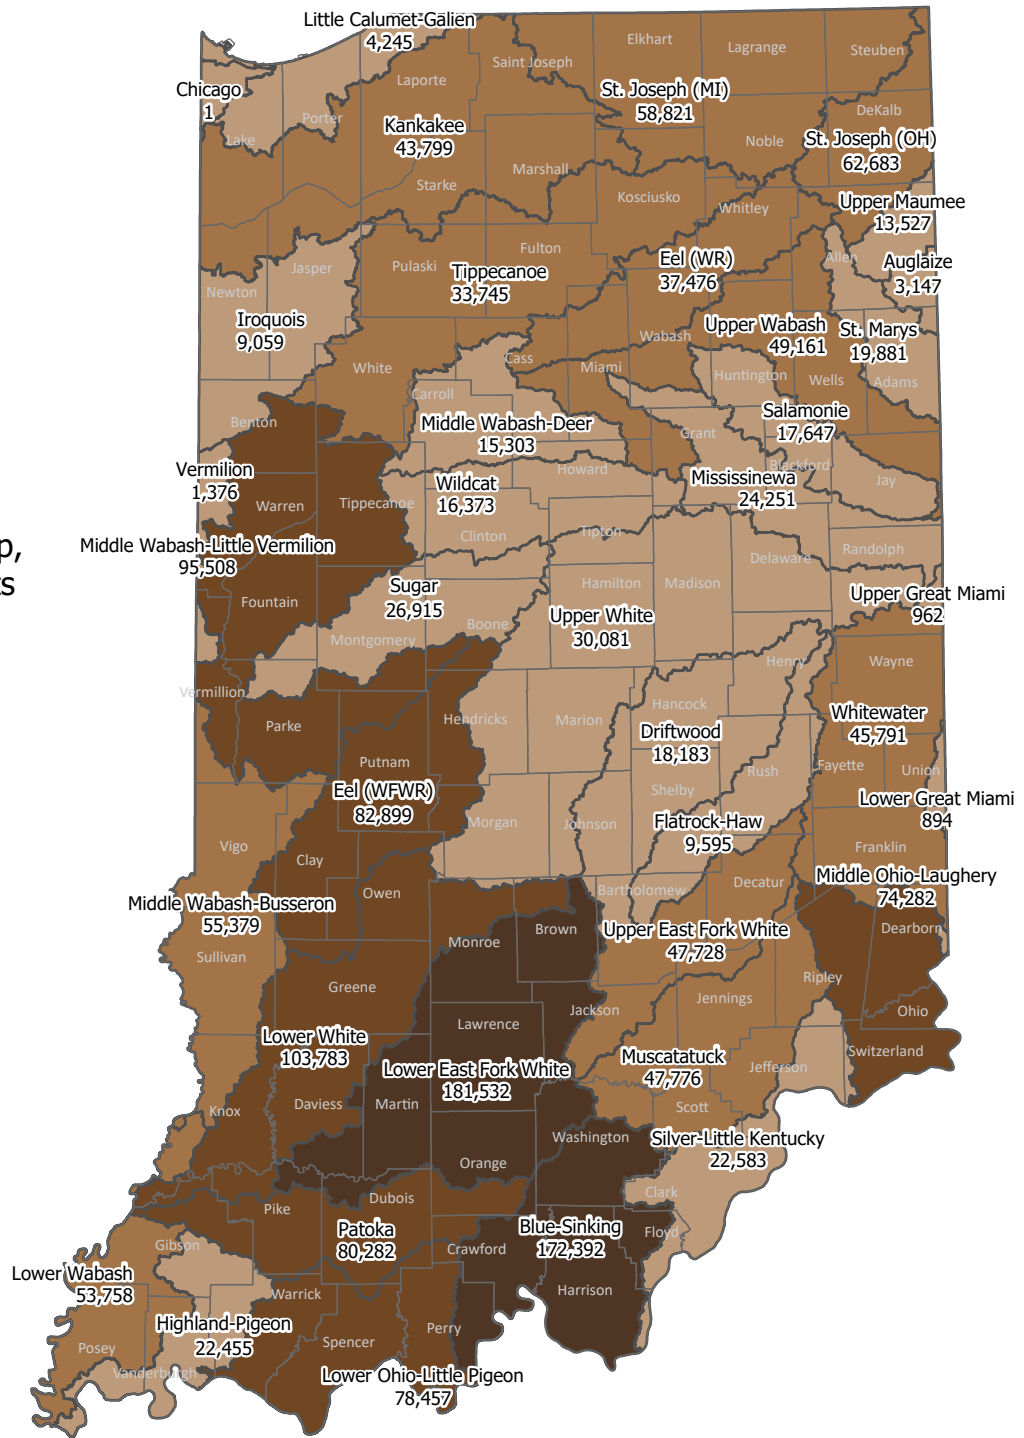 Little Calumet-Galien
4,245
Elkhart
Lagrange
Steuben
Saint Joseph
Laporte
Chicago
1
St. Joseph (MI)
58,821
Porter
Lake
Kankakee
43,799
DeKalb
Noble
St. Joseph (OH)
62,683
Marshall
Starke
Kosciusko
Whitley
Upper Maumee
13,527
Fulton
Pulaski
Jasper
Tippecanoe
33,745
Eel (WR)
37,476
Allen
Auglaize
3,147
Newton
Iroquois
9,059
Wabash
Upper Wabash
49,161
St. Marys
19,881
White
Cass
Miami
Huntington
Wells
Adams
Carroll
Benton
Middle Wabash-Deer
15,303
Grant
Salamonie
17,647
Vermilion
1,376
Wildcat
16,373
Howard
Mississinewa
24,251
Blackford
Jay
Warren
Tippecanoe
Clinton
Tipton
p,
ts
Middle Wabash-Little Vermilion
95,508
Delaware
Randolph
Fountain
Sugar
26,915
Hamilton
Madison
Upper Great Miami
962
Upper White
30,081
Boone
Montgomery
Henry
Wayne
Vermillion
Parke
Hendricks
Marion
Hancock
Driftwood
18,183
Whitewater
45,791
Putnam
Eel (WFWR)
82,899
Rush
Fayette
Union
Shelby
Lower Great Miami
894
Morgan
Johnson
Flatrock-Haw
9,595
Vigo
Clay
Franklin
Owen
Bartholomew
Decatur
Middle Ohio-Laughery
74,282
Middle Wabash-Busseron
55,379
Brown
Monroe
Upper East Fork White
47,728
Dearborn
Sullivan
Greene
Ripley
Jennings
Jackson
Ohio
Lawrence
Lower White
103,783
Lower East Fork White
181,532
Muscatatuck
47,776
Jefferson
Switzerland
Knox
Daviess
Martin
Scott
Washington
Silver-Little Kentucky
22,583
Orange
Clark
Dubois
Pike
Patoka
80,282
Blue-Sinking
172,392
Floyd
Gibson
Crawford
Lower Wabash
53,758
Harrison
Warrick
Highland-Pigeon
22,455
Perry
Spencer
Posey
Vanderburgh
Lower Ohio-Little Pigeon
78,457